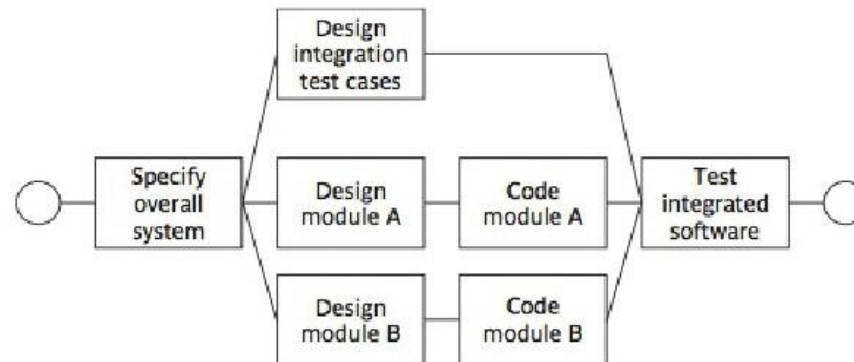 Design
integration
test cases
Specify
overall
system
Design
module A
Code
module A
Test
integrated
software
Design
module B
Code
module B